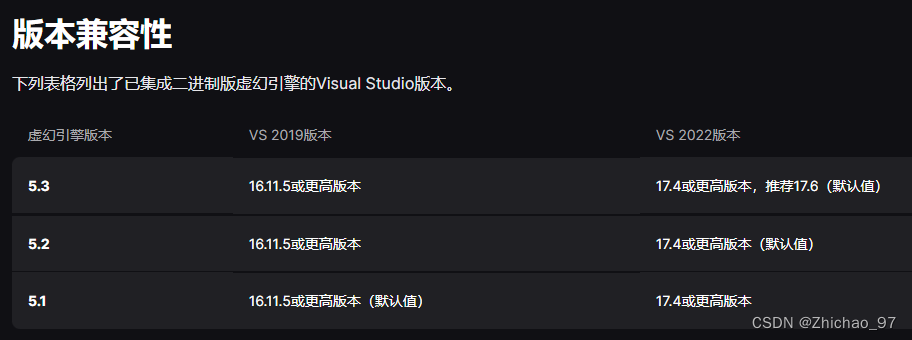 版本兼容性
下列表格列出了已集成二进制版虚幻引擎的Visual Studio版本。
虚幻引擎版本 VS 2019版本 VS 2022版本
5.3 16.11.5或更高版本 17.4或更高版本，推荐17.6（默认值）
5.2 16.11.5或更高版本 17.4或更高版本（默认值）
5.1 16.11.5或更高版本（默认值） 17.4或更高版本
CSDN @Zhichao_97